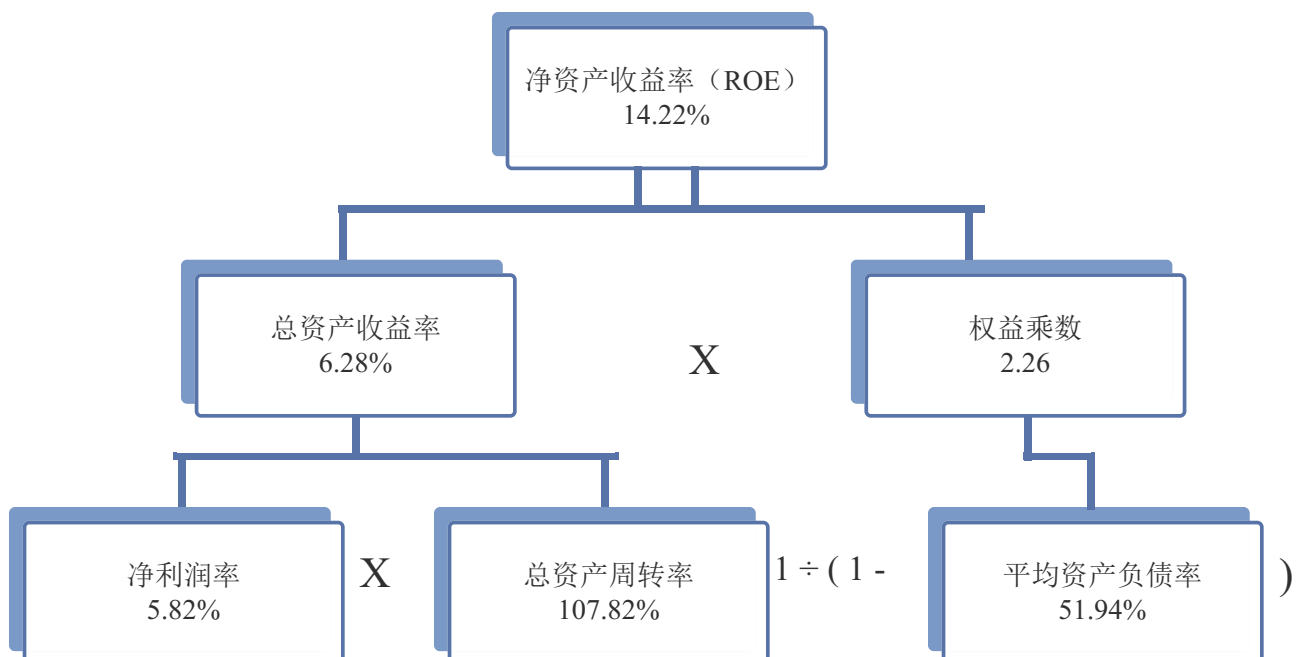 净资产收益率（ROE）
14.22%
总资产收益率
6.28%
X
权益乘数
2.26
净利润率
5.82%
X
总资产周转率
107.82%
1 ÷ ( 1 -
平均资产负债率
51.94%
)